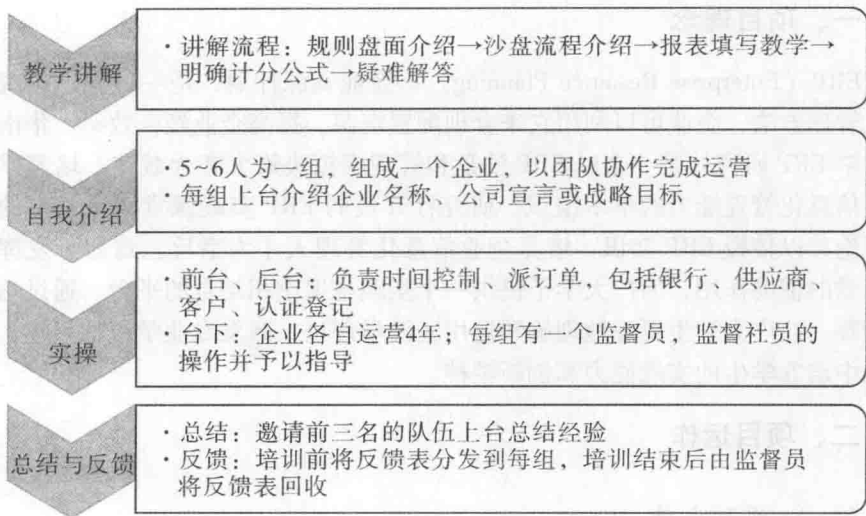 教学讲解
·讲解流程：规则盘面介绍→沙盘流程介绍→报表填写教学→
明确计分公式→疑难解答
自我介绍
·5~6人为一组，组成一个企业，以团队协作完成运营
·每组上台介绍企业名称、公司宣言或战略目标
实操
·前台、后台：负责时间控制、派订单，包括银行、供应商
客户、认证登记
·台下：企业各自运营4年；每组有一个监督员，监督社员的
操作并予以指导
总结与反馈
·总结：邀请前三名的队伍上台总结经验
·反馈：培训前将反馈表分发到每组，培训结束后由监督员
将反馈表回收